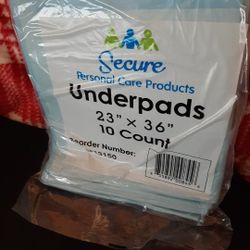 Secure
Personal Care Products
Underpads
23" × 36"
10 Count
Reorder Number: